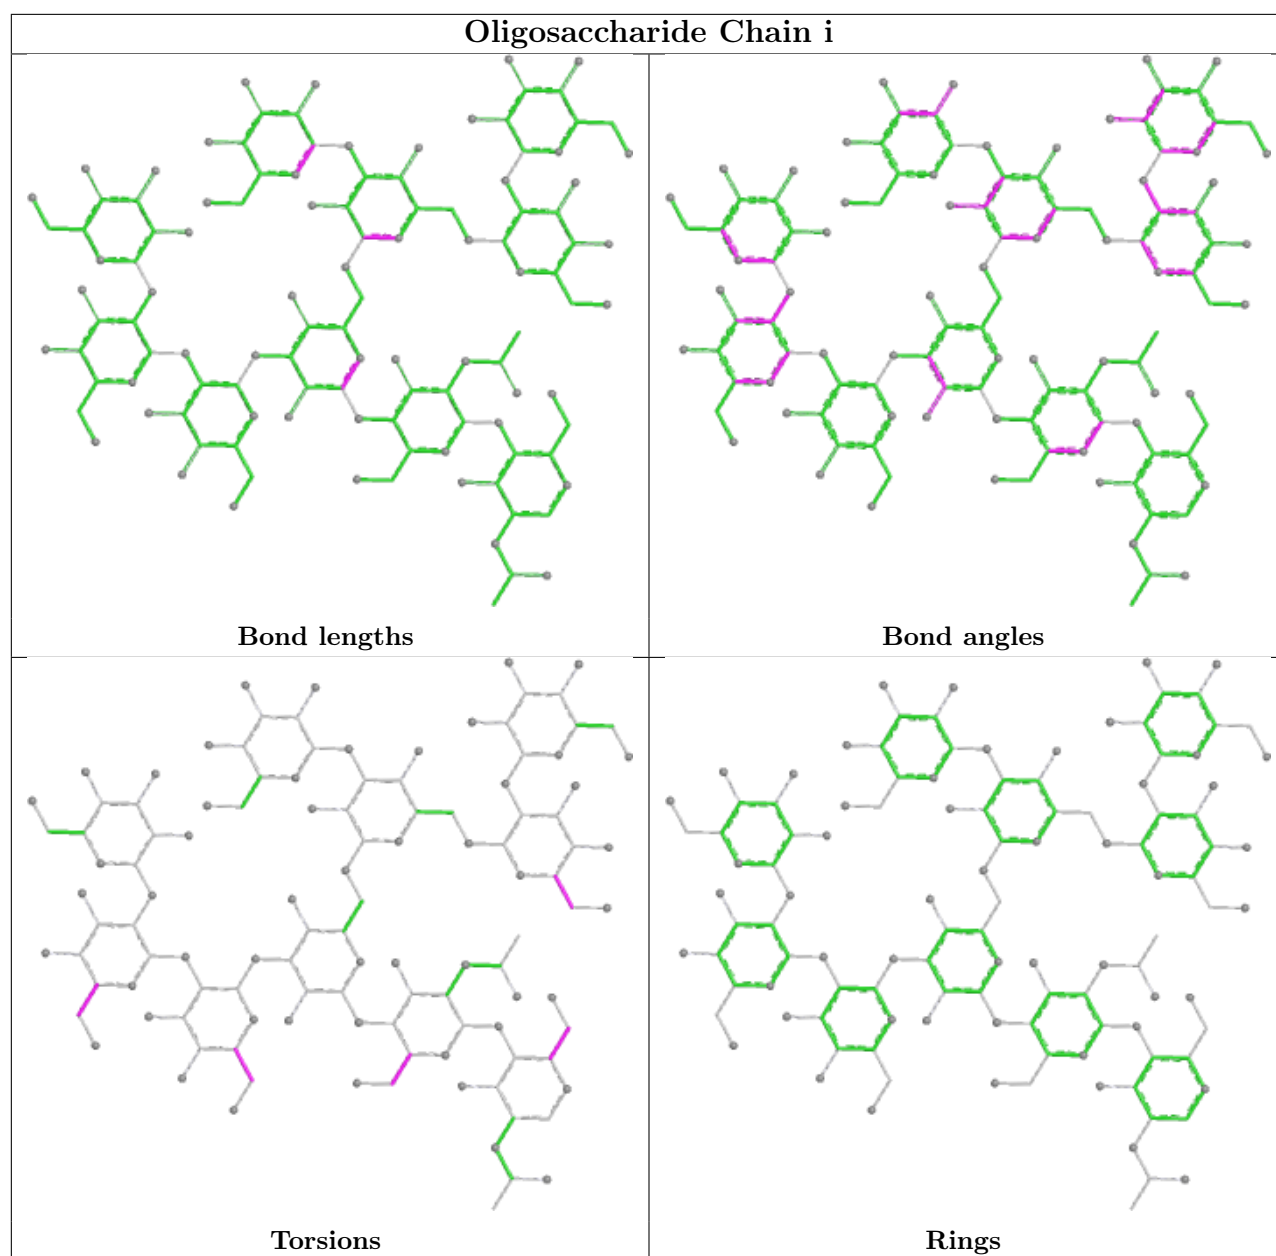 Oligosaccharide Chain i
Bond lengths
Bond angles
Torsions
Rings